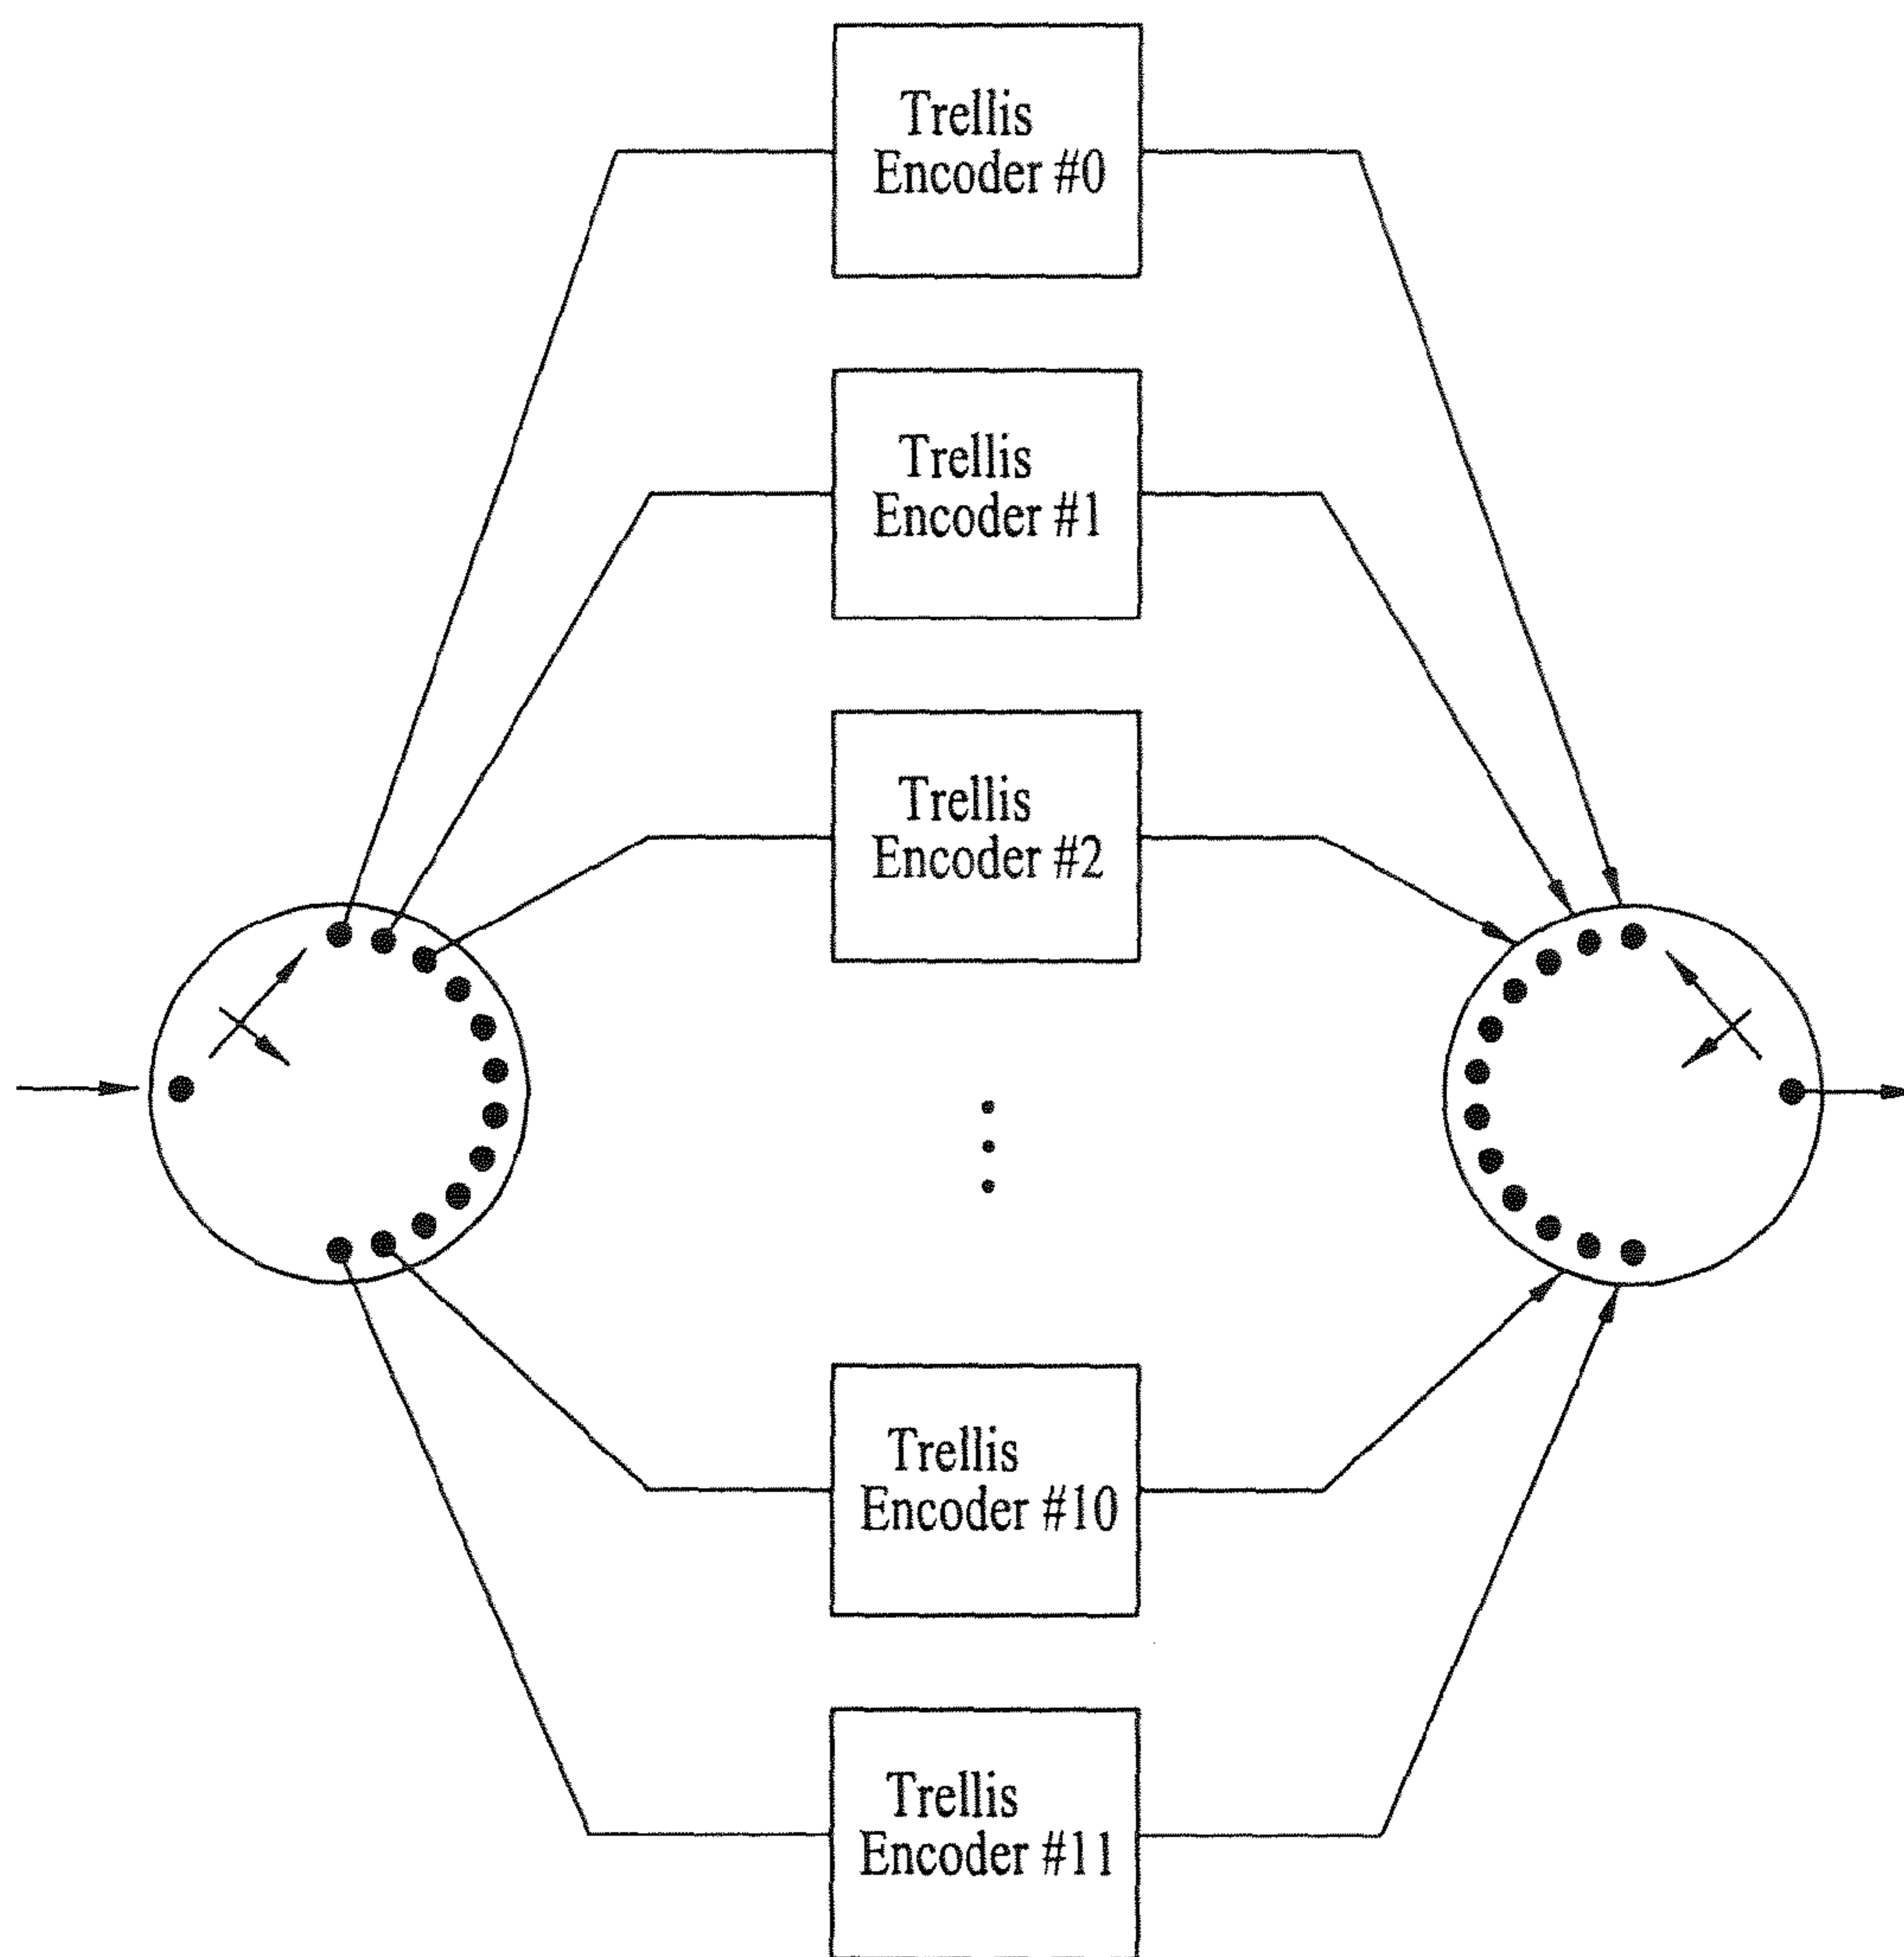 Trellis
Encoder #0
Trellis
Encoder #1
Trellis
Encoder #2
Trellis
Encoder #10
Trellis
Encoder #11